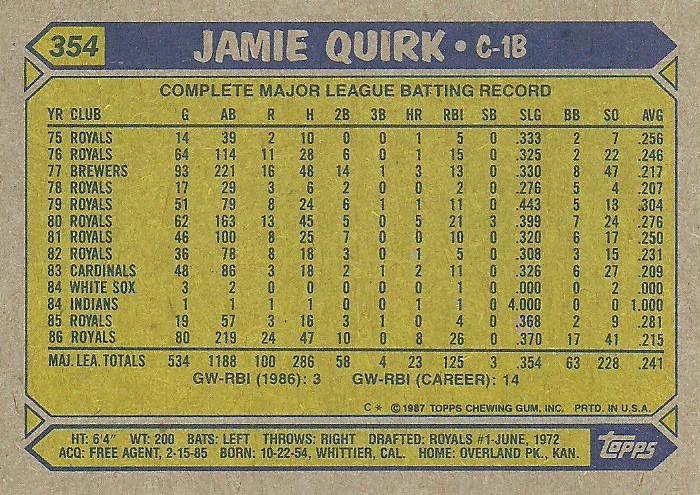 354 JAMIE QUIRK • C-1B
COMPLETE MAJOR LEAGUE BATTING RECORD
YR CLUB G AB R H 2B 3B HR RBI SB SLG BB SO AVG
75 ROYALS 14 39 2 10 0 0 1 5 0 .333 2 7 .256
76 ROYALS 64 114 11 28 6 0 1 15 0 .325 2 22 .246
77 BREWERS 93 221 16 48 14 1 3 13 0 .330 8 47 .217
78 ROYALS 17 29 3 6 2 0 0 2 0 .276 5 4 .207
79 ROYALS 51 79 8 24 6 1 1 11 0 .443 5 13 .304
80 ROYALS 62 163 13 45 5 0 5 21 3 .399 7 24 .276
81 ROYALS 46 100 8 25 7 0 0 10 0 .320 6 17 .250
82 ROYALS 36 78 8 18 3 0 1 5 0 .308 3 15 .231
83 CARDINALS 48 86 3 18 2 1 2 11 0 .326 6 27 .209
84 WHITE SOX 3 2 0 0 0 0 0 1 0 .000 0 2 .000
84 INDIANS 1 1 1 1 0 0 1 1 0 4.000 0 0 1.000
85 ROYALS 19 57 3 16 3 1 0 4 0 .368 2 9 .281
86 ROYALS 80 219 24 47 10 0 8 26 0 .370 17 41 .215
MAJ. LEA. TOTALS 534 1188 100 286 58 4 23 125 3 .354 63 228 .241
GW-RBI (1986): 3 GW-RBI (CAREER): 14
C* © 1987 TOPPS CHEWING GUM, INC. PRTD. IN U.S.A.
HT: 6'4" WT: 200 BATS: LEFT THROWS: RIGHT DRAFTED: ROYALS #1-JUNE, 1972
ACQ: FREE AGENT, 2-15-85 BORN: 10-22-54, WHITTIER, CAL. HOME: OVERLAND PK., KAN.
TOPPS